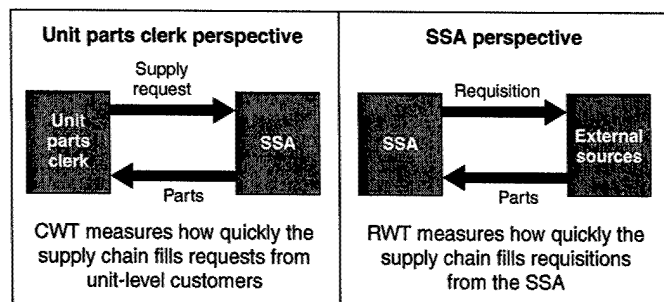 Unit parts clerk perspective
Supply
request
Unit
parts
clerk
SSA
Parts
CWT measures how quickly the
supply chain fills requests from
unit-level customers
SSA perspective
Requisition
SSA
External
sources
Parts
RWT measures how quickly the
supply chain fills requisitions
from the SSA